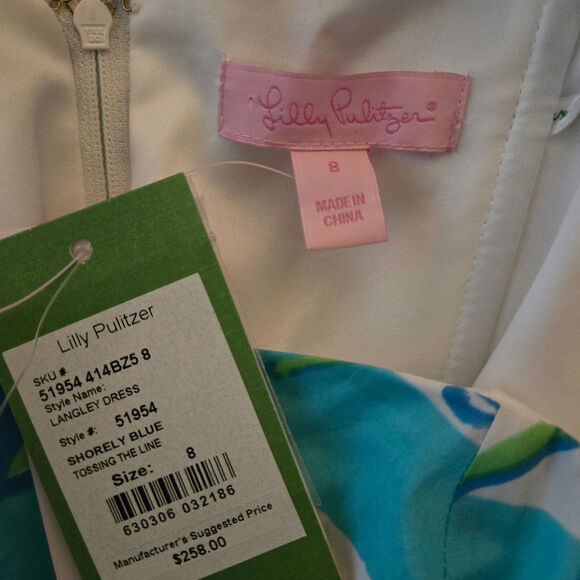 Lilly Pulitzer®
8
MADE IN
CHINA
Lilly Pulitzer
SKU #
51954 414BZ5 8
Style Name:
LANGLEY DRESS
Style #: 51954
SHORELY BLUE
TOSSING THE LINE
Size: 8
630306 032186
Manufacturer's Suggested Price
$258.00